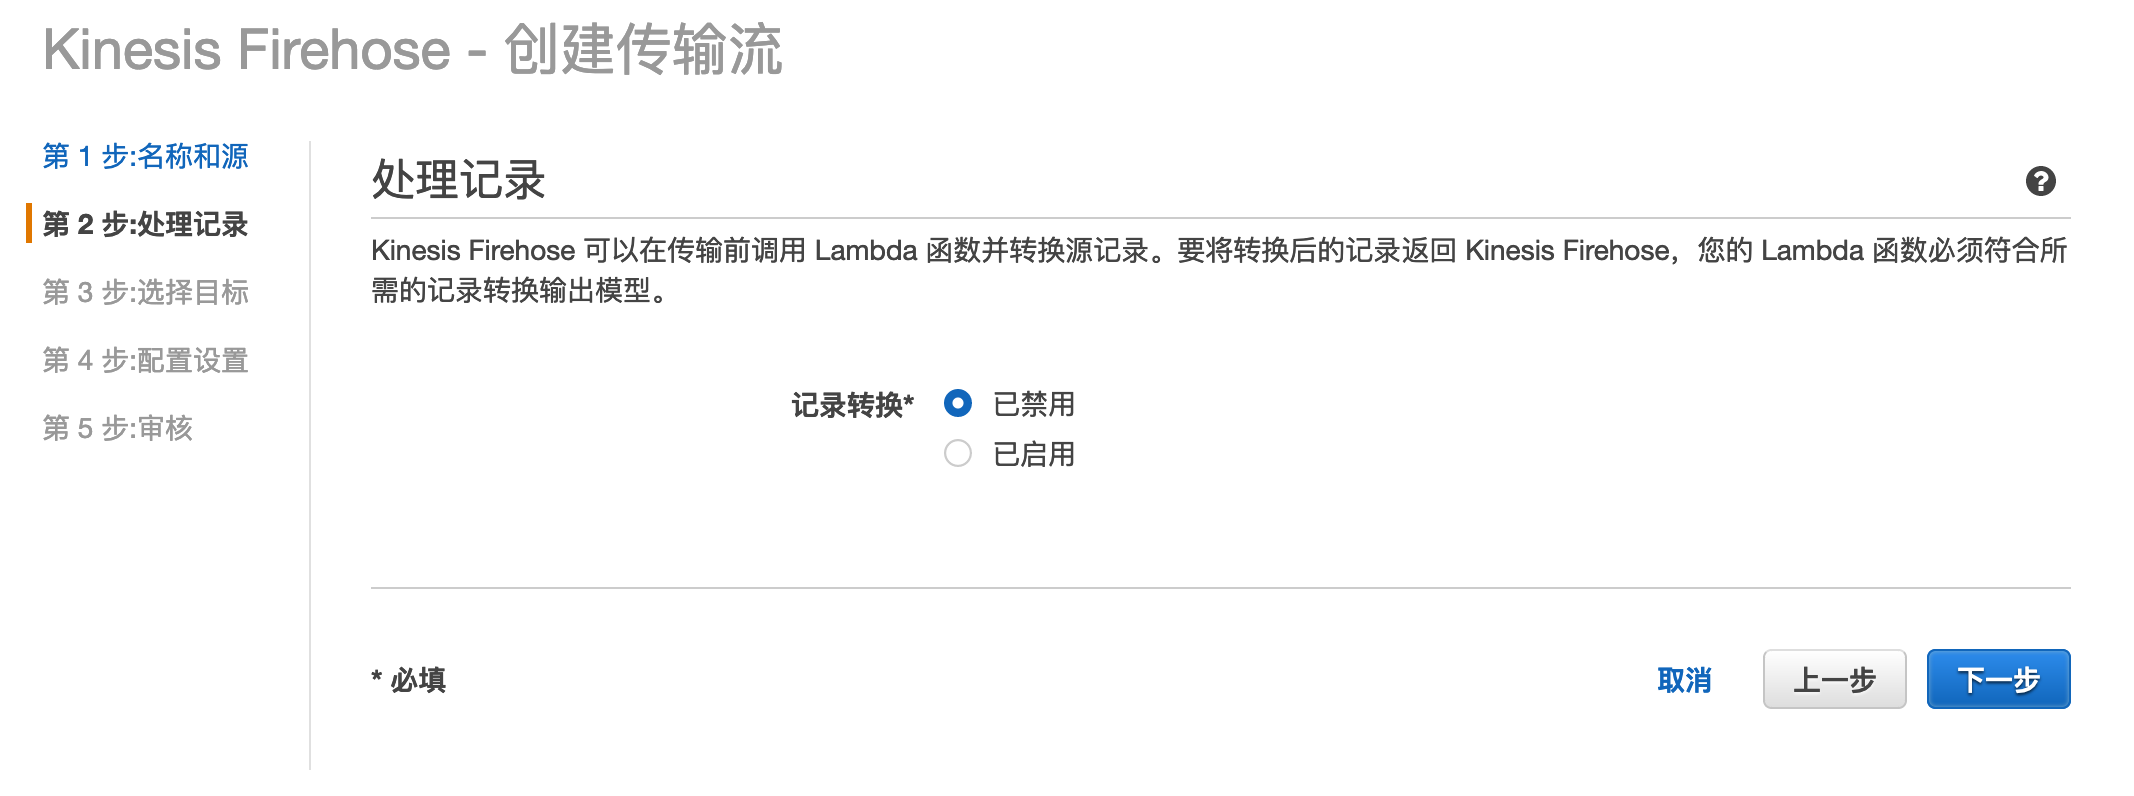 Kinesis Firehose - 创建传输流
第 1 步:名称和源
第 2 步:处理记录
第 3 步:选择目标
第 4 步:配置设置
第 5 步:审核
处理记录
?
Kinesis Firehose 可以在传输前调用 Lambda 函数并转换源记录。要将转换后的记录返回 Kinesis Firehose，您的 Lambda 函数必须符合所
需的记录转换输出模型。
记录转换* 已禁用
已启用
* 必填
取消 上一步 下一步